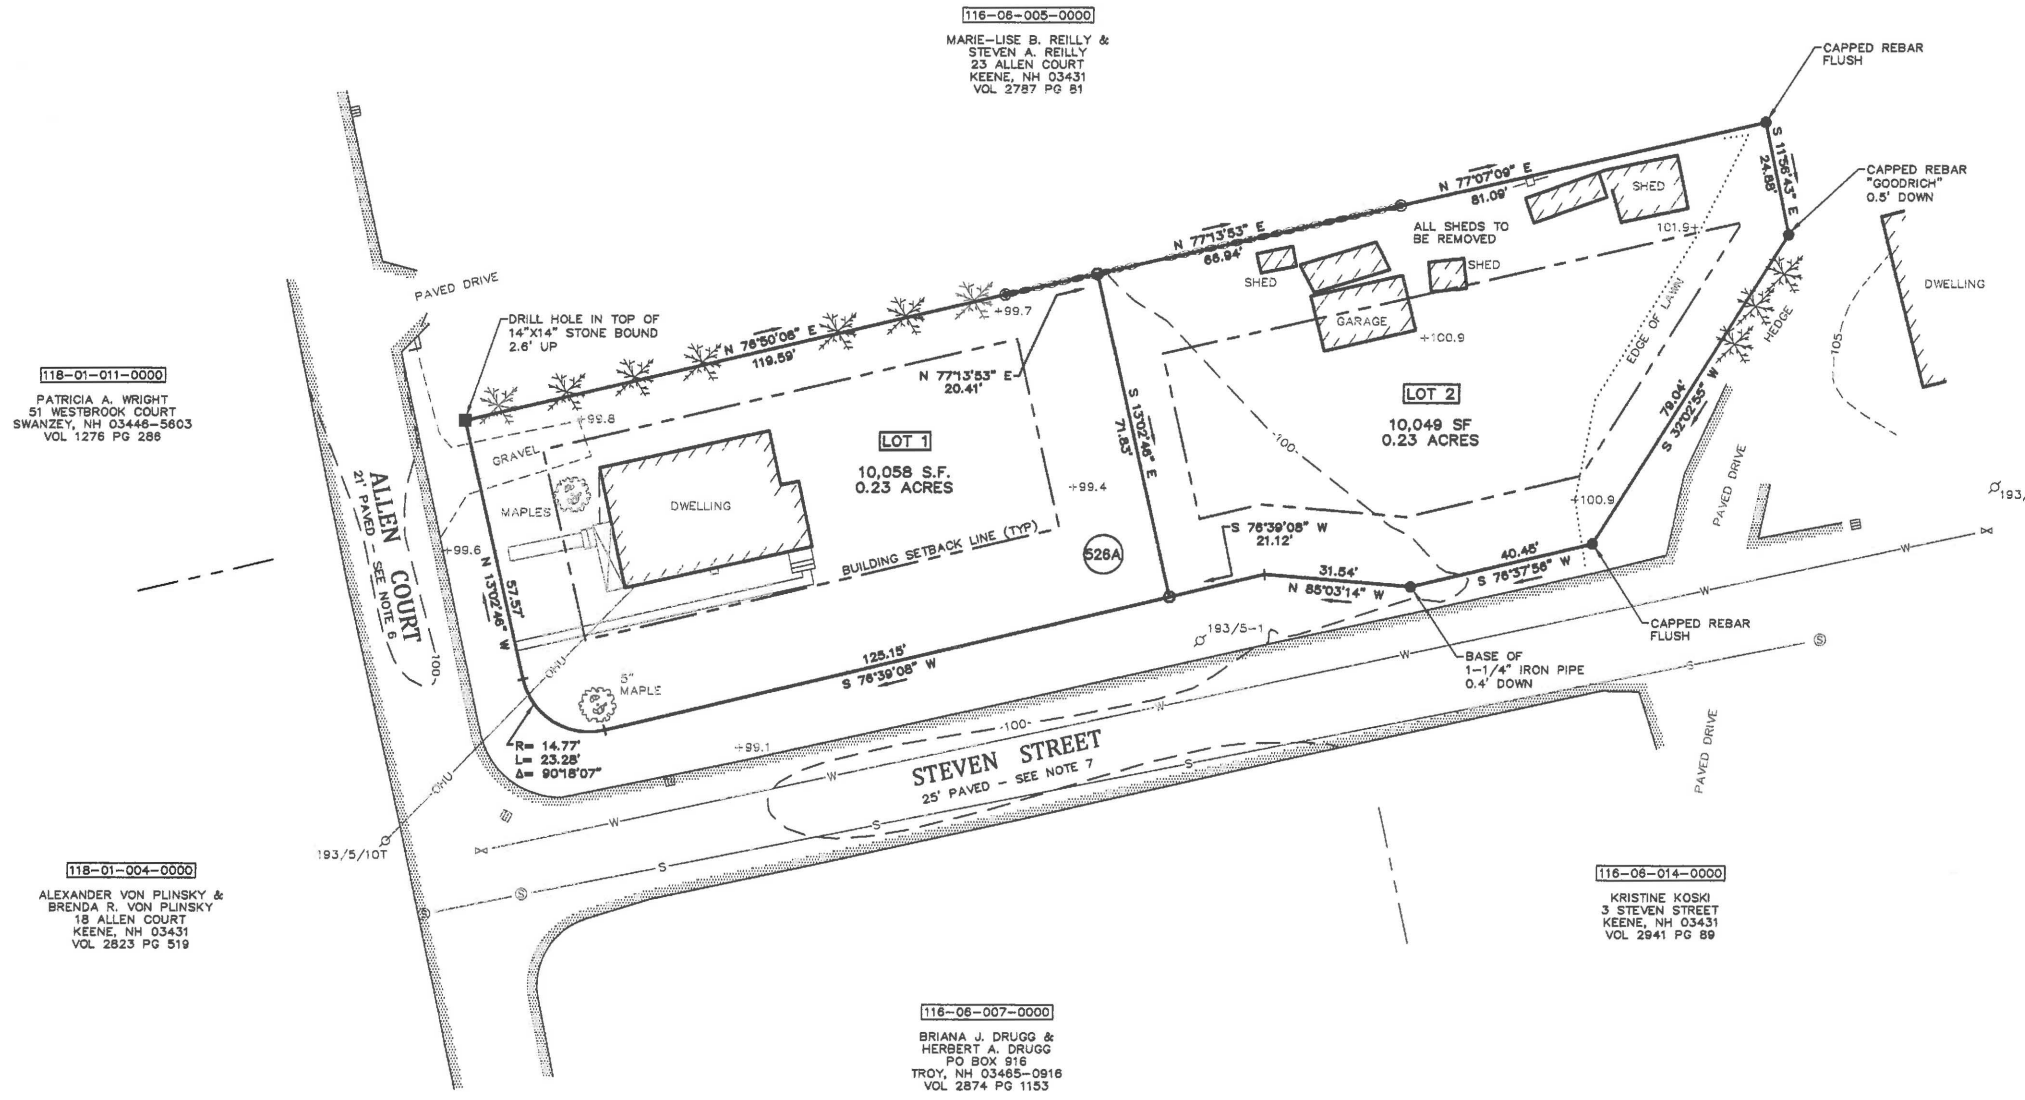 116-06-005-0000
MARIE-LISE B. REILLY &
STEVEN A. REILLY
23 ALLEN COURT
KEENE, NH 03431
VOL 2787 PG 81
CAPPED REBAR
FLUSH
S 11°56'43" E
24.88'
CAPPED REBAR
"GOODRICH"
0.5' DOWN
N 77°07'09" E
81.09'
SHED
ALL SHEDS TO
BE REMOVED
101.9+
N 77°13'53" E
66.94'
SHED
SHED
GARAGE
+100.9
EDGE OF LAWN
HEDGE
105
DWELLING
PAVED DRIVE
DRILL HOLE IN TOP OF
14"X14" STONE BOUND
2.6' UP
N 76°50'06" E
119.59'
+99.7
N 77°13'53" E
20.41'
118-01-011-0000
PATRICIA A. WRIGHT
51 WESTBROOK COURT
SWANZEY, NH 03446-5603
VOL 1276 PG 286
+99.8
GRAVEL
LOT 1
10,058 S.F.
0.23 ACRES
S 13°02'46" E
71.83'
LOT 2
10,049 SF
0.23 ACRES
79.04'
S 32°02'55" W
-100-
MAPLES
DWELLING
+99.4
+100.9
PAVED DRIVE
193/
ALLEN COURT
21' PAVED - SEE NOTE 6
+99.6
BUILDING SETBACK LINE (TYP)
526A
S 76°39'08" W
21.12'
N 13°02'46" W
57.57'
31.54'
N 85°03'14" W
40.45'
S 76°37'56" W
W
W
100
OHU
5"
MAPLE
125.15'
S 76°39'08" W
193/5-1
CAPPED REBAR
FLUSH
BASE OF
1-1/4" IRON PIPE
0.4' DOWN
W
S
S
R= 14.77'
L= 23.28'
Δ= 90°18'07"
+99.1
-100-
W
STEVEN STREET
25' PAVED - SEE NOTE 7
PAVED DRIVE
OHU
W
W
S
S
193/5/10T
S
S
S
118-01-004-0000
ALEXANDER VON PLINSKY &
BRENDA R. VON PLINSKY
18 ALLEN COURT
KEENE, NH 03431
VOL 2823 PG 519
116-06-014-0000
KRISTINE KOSKI
3 STEVEN STREET
KEENE, NH 03431
VOL 2941 PG 89
116-06-007-0000
BRIANA J. DRUGG &
HERBERT A. DRUGG
PO BOX 916
TROY, NH 03465-0916
VOL 2874 PG 1153